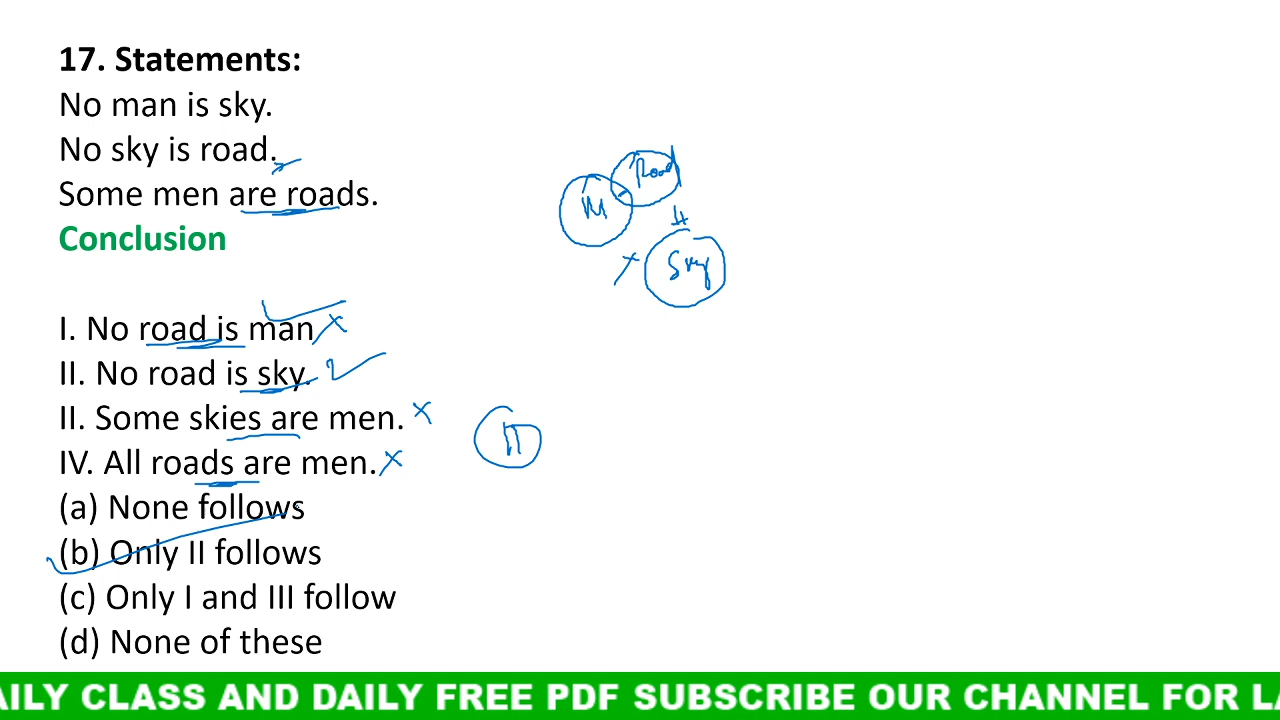 17. Statements:
No man is sky.
No sky is road.
Some men are roads.
Conclusion
I. No road is man
II. No road is sky.
II. Some skies are men.
IV. All roads are men.
(a) None follows
(b) Only II follows
(c) Only I and III follow
(d) None of these
Road
M
Sky
II
AILY CLASS AND DAILY FREE PDF SUBSCRIBE OUR CHANNEL FOR LA